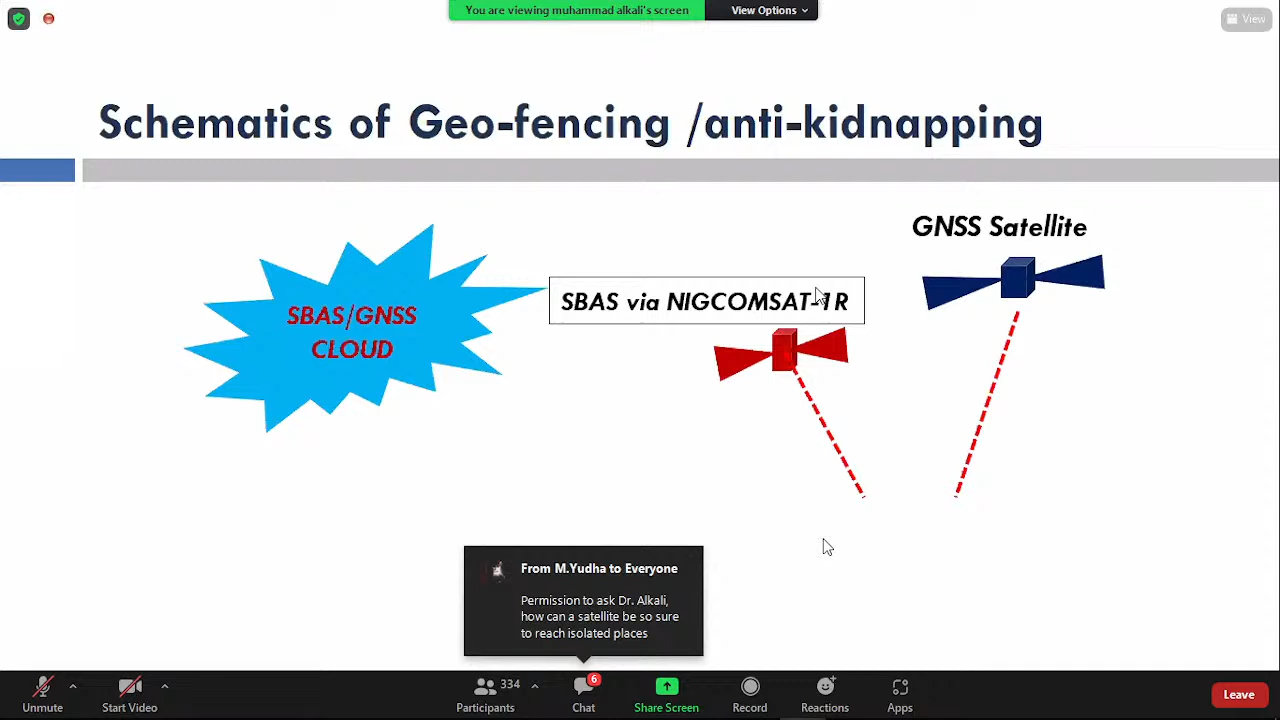 You are viewing muhammad alkali's screen
View Options
View
Schematics of Geo-fencing /anti-kidnapping
GNSS Satellite
SBAS via NIGCOMSAT-1R
SBAS/GNSS
CLOUD
From M.Yudha to Everyone
Permission to ask Dr. Alkali,
how can a satellite be so sure
to reach isolated places
Unmute
Start Video
334
Participants
6
Chat
Share Screen
Record
Reactions
Apps
Leave